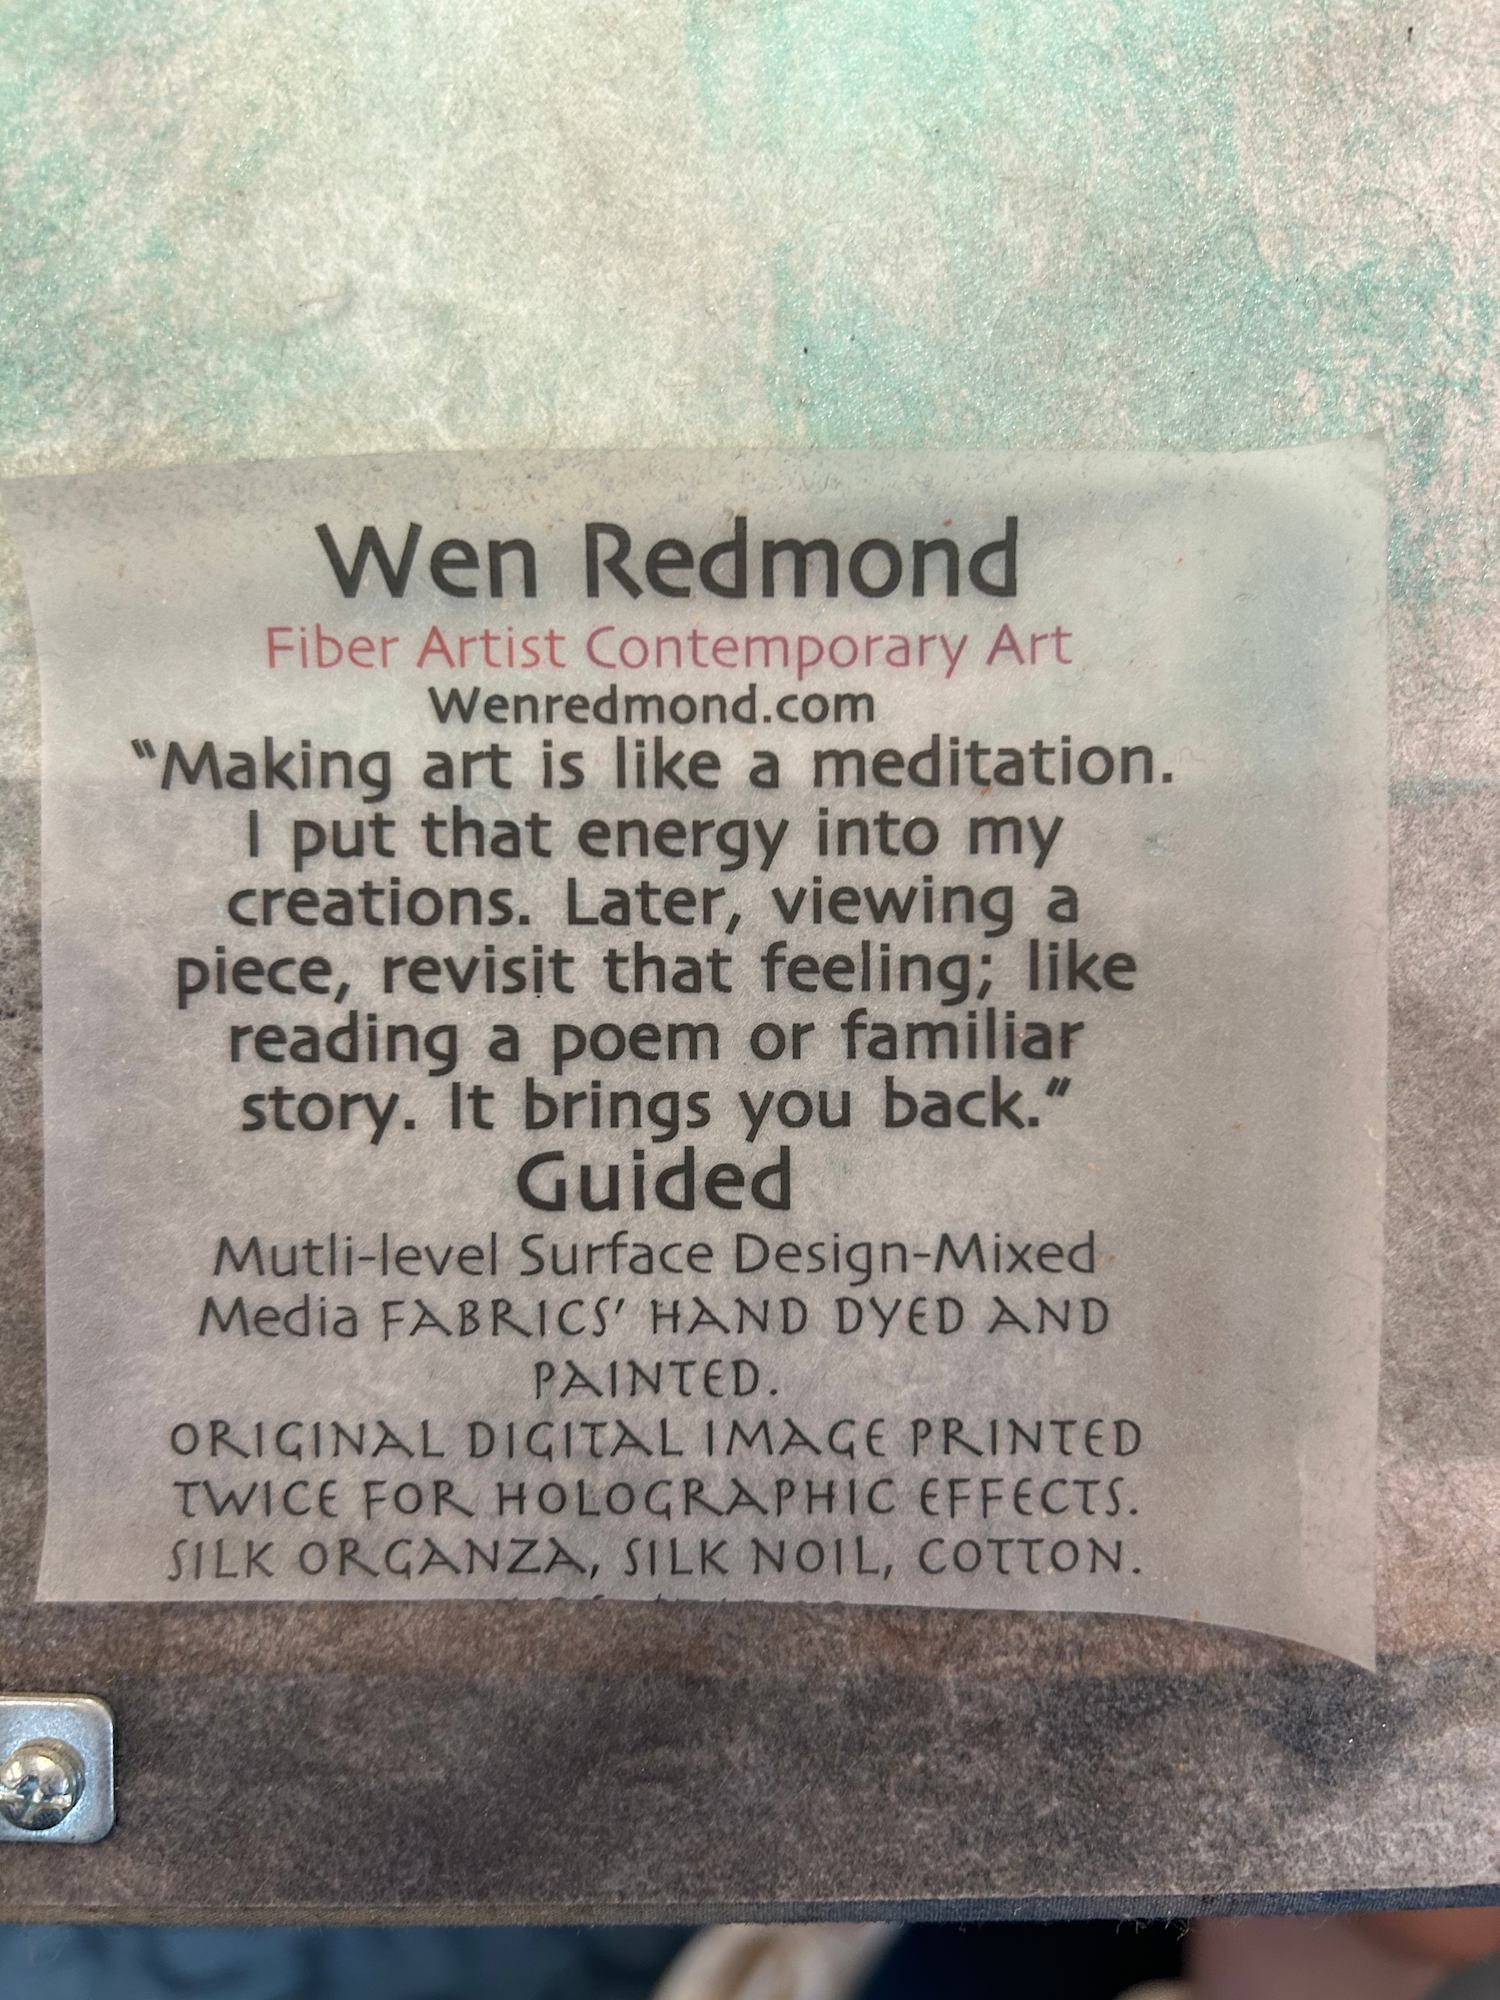 Wen Redmond
Fiber Artist Contemporary Art
Wenredmond.com
"Making art is like a meditation.
I put that energy into my
creations. Later, viewing a
piece, revisit that feeling; like
reading a poem or familiar
story. It brings you back."
Guided
Mutli-level Surface Design-Mixed
Media FABRICS' HAND DYED AND
PAINTED.
ORIGINAL DIGITAL IMAGE PRINTED
TWICE FOR HOLOGRAPHIC EFFECTS.
SILK ORGANZA, SILK NOIL, COTTON.